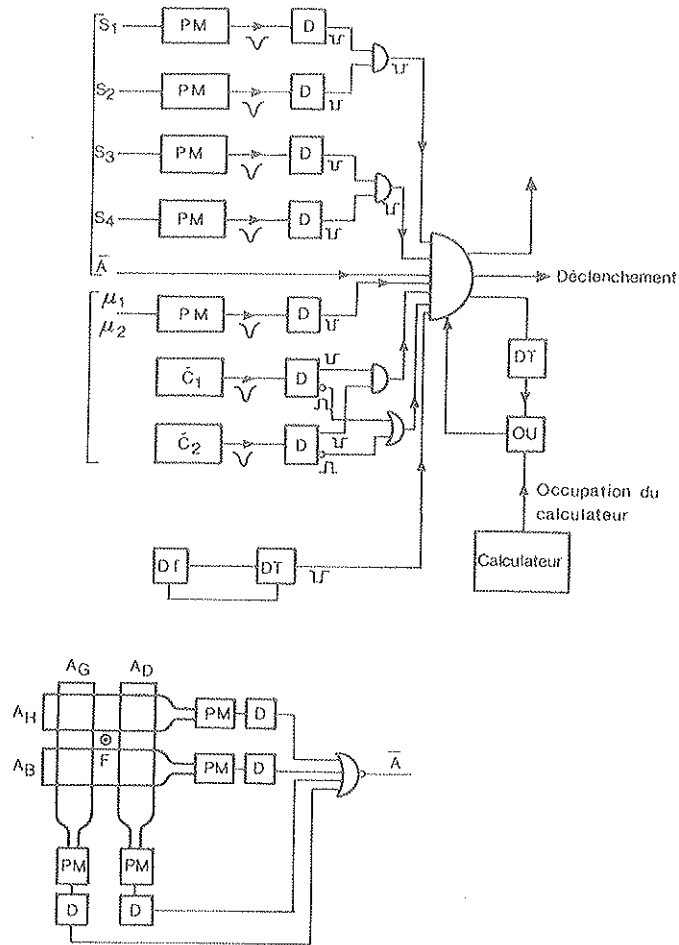 S1 PM D
S2 PM D
S3 PM D
S4 PM D
A̅
Déclenchement
μ1
μ2 PM D
DT
Č1 D
Č2 D
OU
Occupation du
calculateur
DT DT
Calculateur
AG AD
AH PM D
F
AB PM D
A̅
PM PM
D D